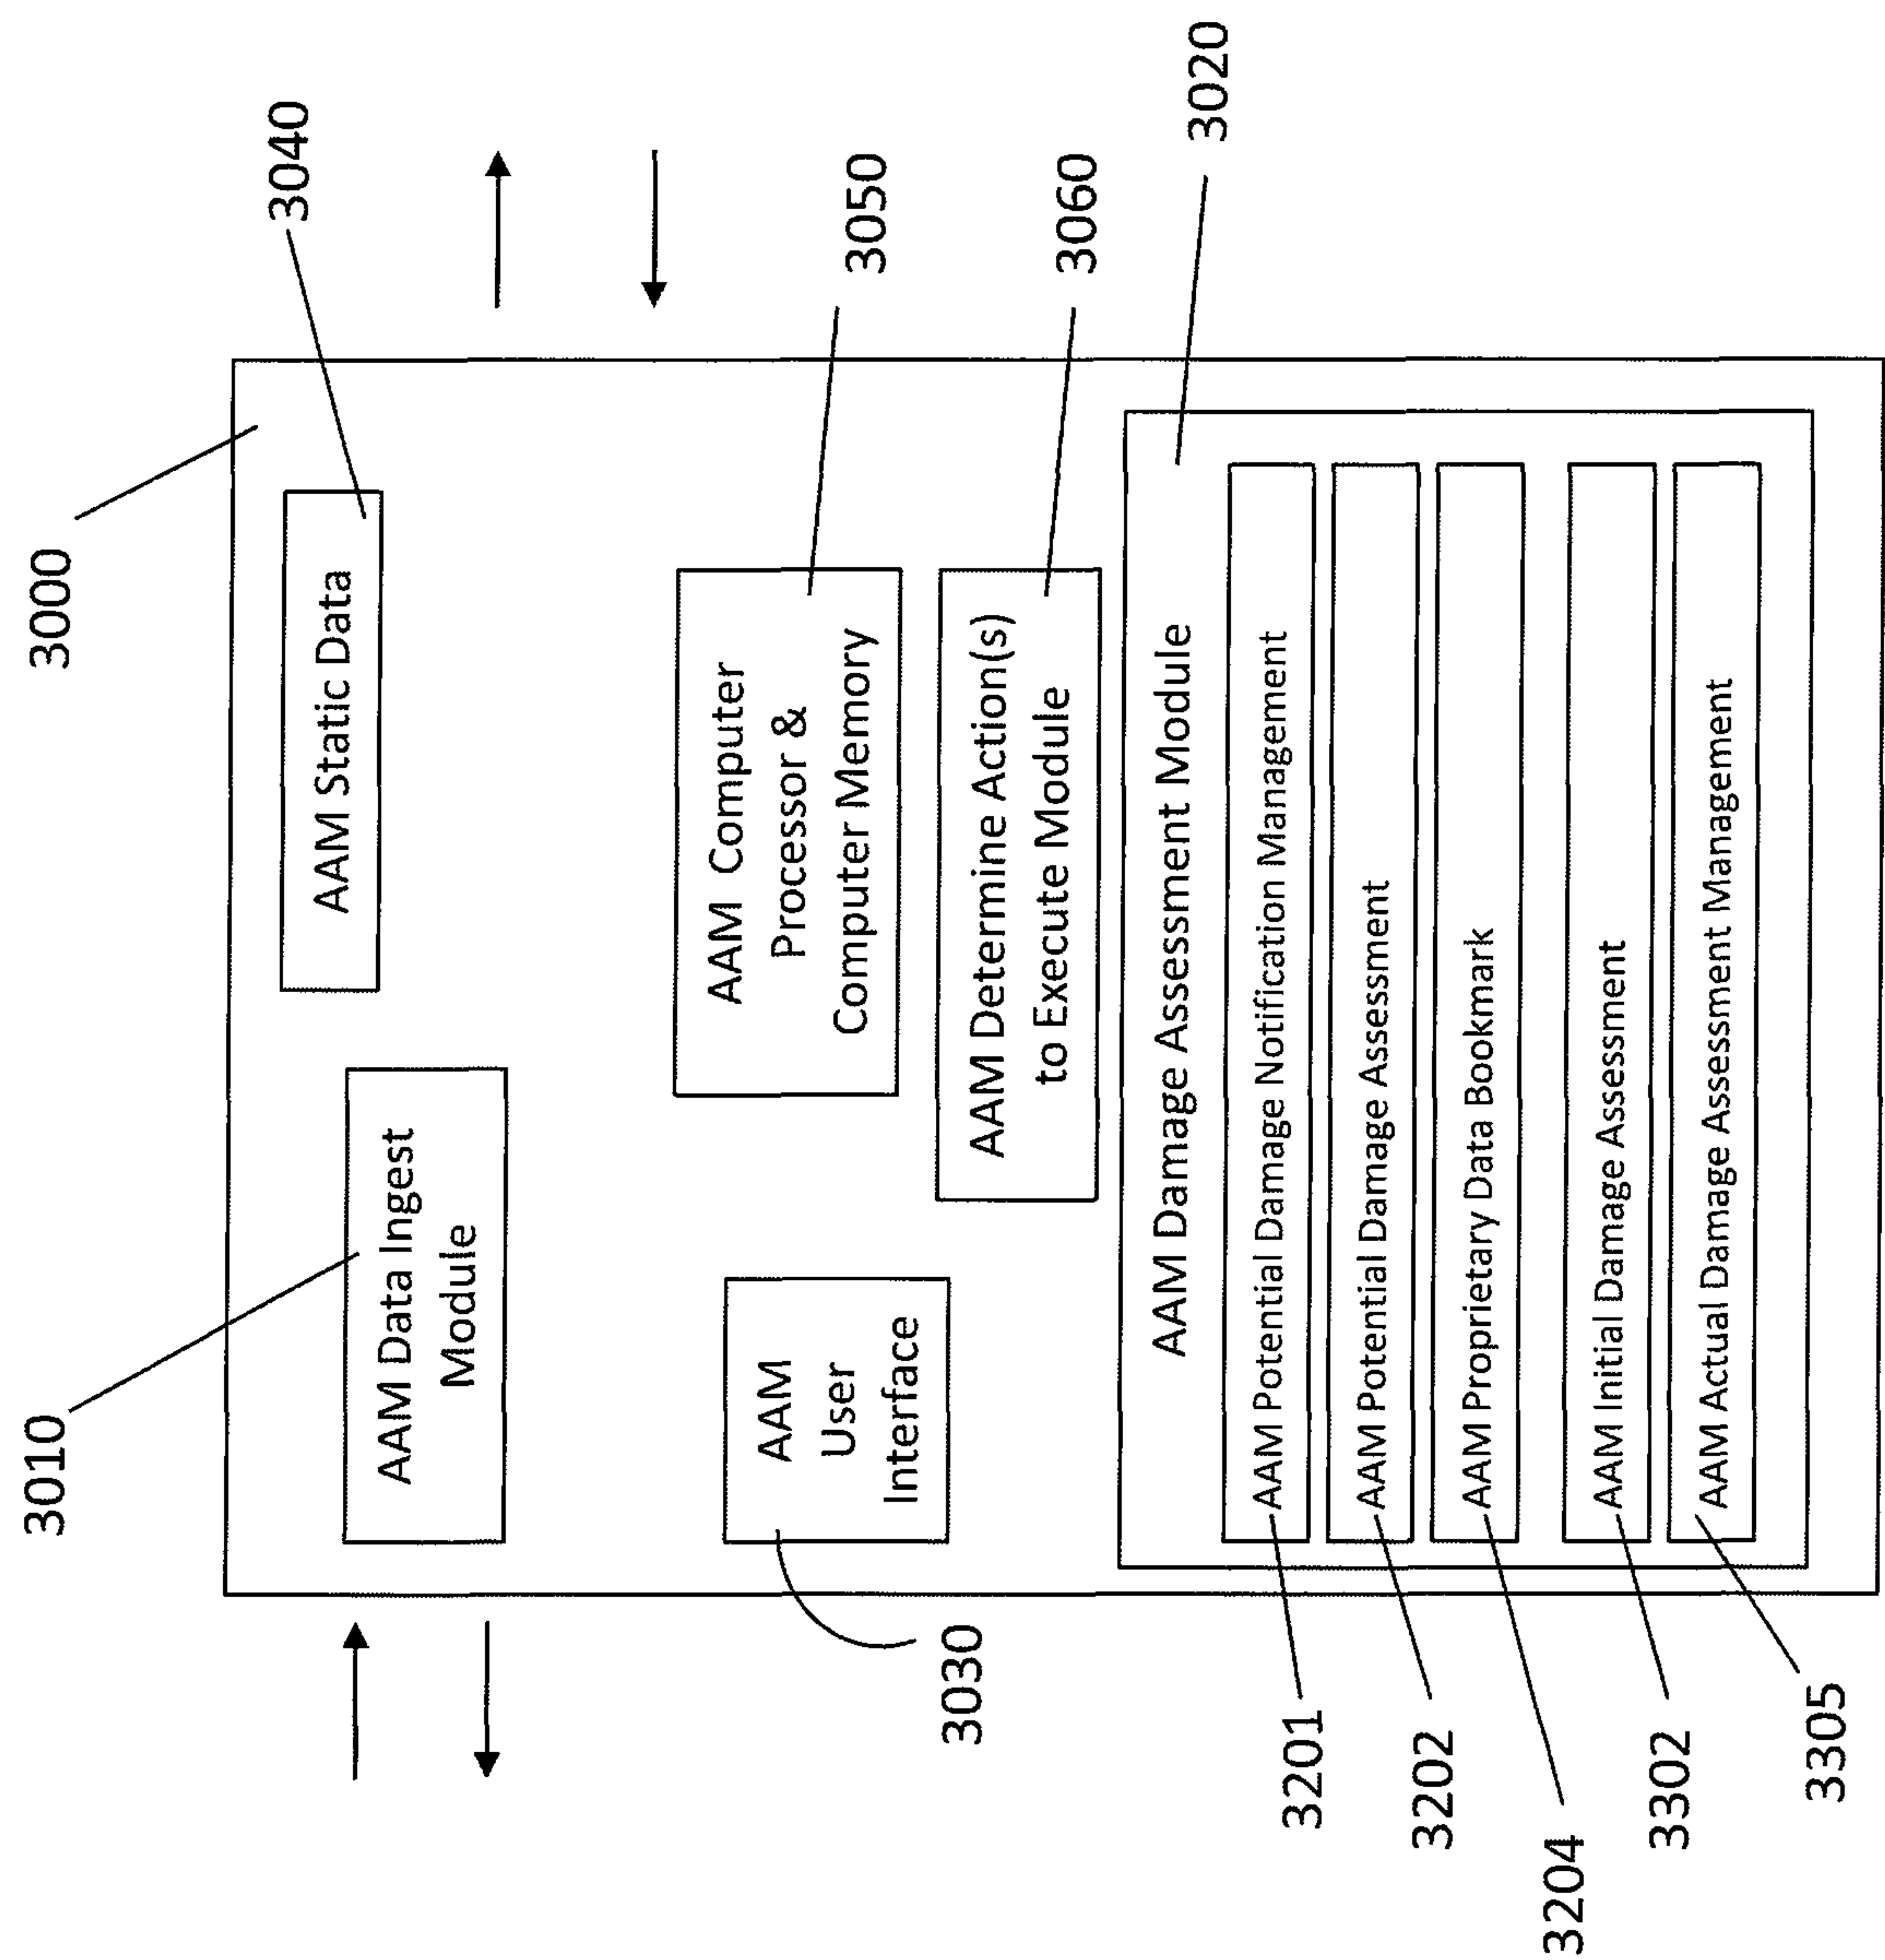 3000
3010
3040
AAM Data Ingest
Module
AAM Static Data
AAM
User
Interface
3030
AAM Computer
Processor &
Computer Memory
3050
AAM Determine Action(s)
to Execute Module
3060
AAM Damage Assessment Module
3020
AAM Potential Damage Notification Management
3201
AAM Potential Damage Assessment
3202
AAM Proprietary Data Bookmark
3204
AAM Initial Damage Assessment
3302
AAM Actual Damage Assessment Management
3305